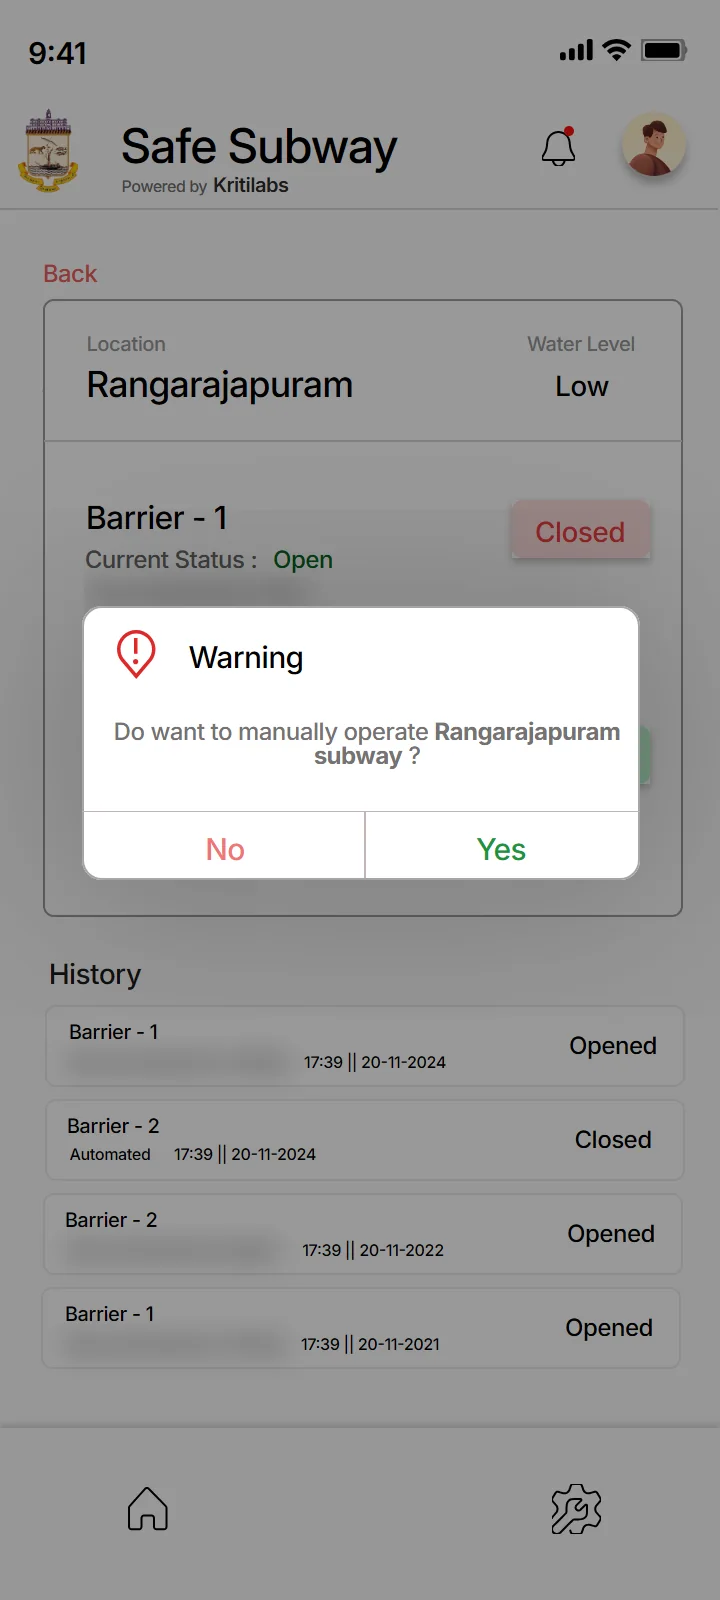 9:41
Safe Subway
Powered by Kritilabs
Back
Location
Water Level
Rangarajapuram
Low
Barrier - 1
Closed
Current Status : Open
Warning
Do want to manually operate Rangarajapuram
subway ?
No
Yes
History
Barrier - 1
17:39 || 20-11-2024
Opened
Barrier - 2
Automated 17:39 || 20-11-2024
Closed
Barrier - 2
17:39 || 20-11-2022
Opened
Barrier - 1
17:39 || 20-11-2021
Opened